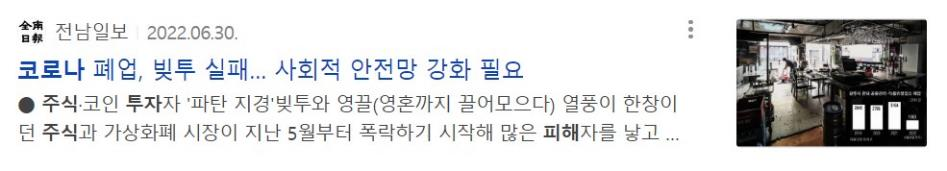 全南
日報
전남일보 2022.06.30.
코로나 폐업, 빚투 실패... 사회적 안전망 강화 필요
● 주식·코인 투자자 '파탄 지경'빚투와 영끌(영혼까지 끌어모으다) 열풍이 한창이
던 주식과 가상화폐 시장이 지난 5월부터 폭락하기 시작해 많은 피해자를 낳고 ...